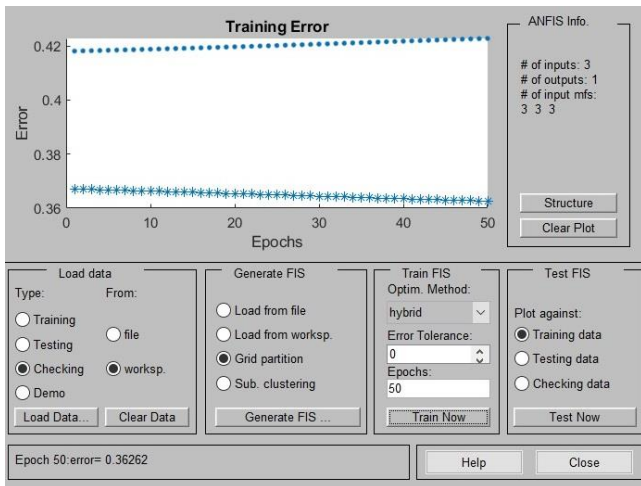 Training Error
0.42
0.4
0.38
0.36
Error
0
10
20
30
40
50
Epochs
ANFIS Info.
# of inputs: 3
# of outputs: 1
# of input mfs:
3 3 3
Structure
Clear Plot
Load data
Type:
From:
Training
Testing
Checking
Demo
file
worksp.
Load Data...
Clear Data
Generate FIS
Load from file
Load from worksp.
Grid partition
Sub. clustering
Generate FIS ...
Train FIS
Optim. Method:
hybrid
Error Tolerance:
0
Epochs:
50
Train Now
Test FIS
Plot against:
Training data
Testing data
Checking data
Test Now
Epoch 50:error= 0.36262
Help
Close